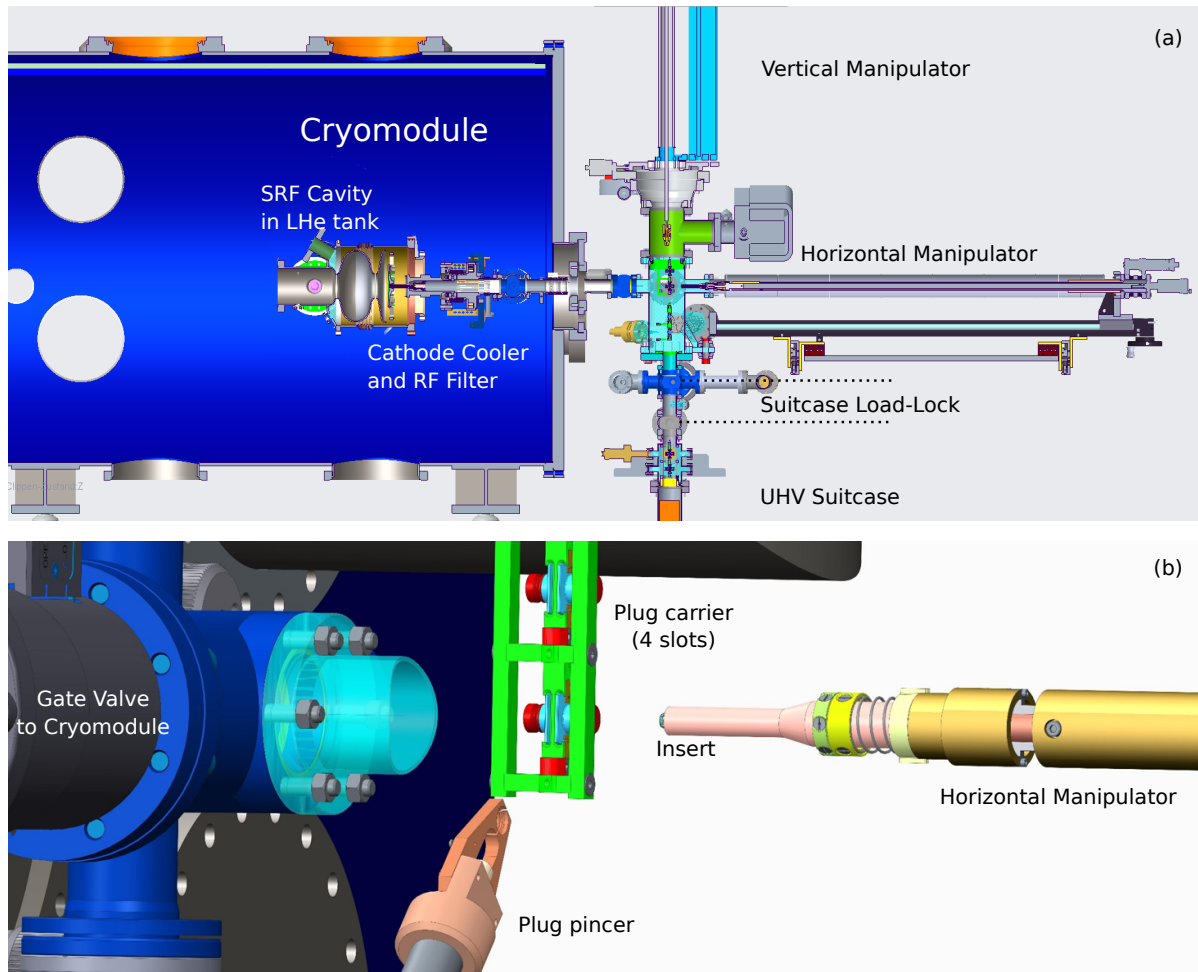 (a)
Vertical Manipulator
Cryomodule
SRF Cavity
in LHe tank
Horizontal Manipulator
Cathode Cooler
and RF Filter
Suitcase Load-Lock
UHV Suitcase
(b)
Plug carrier
(4 slots)
Gate Valve
to Cryomodule
Insert
Horizontal Manipulator
Plug pincer